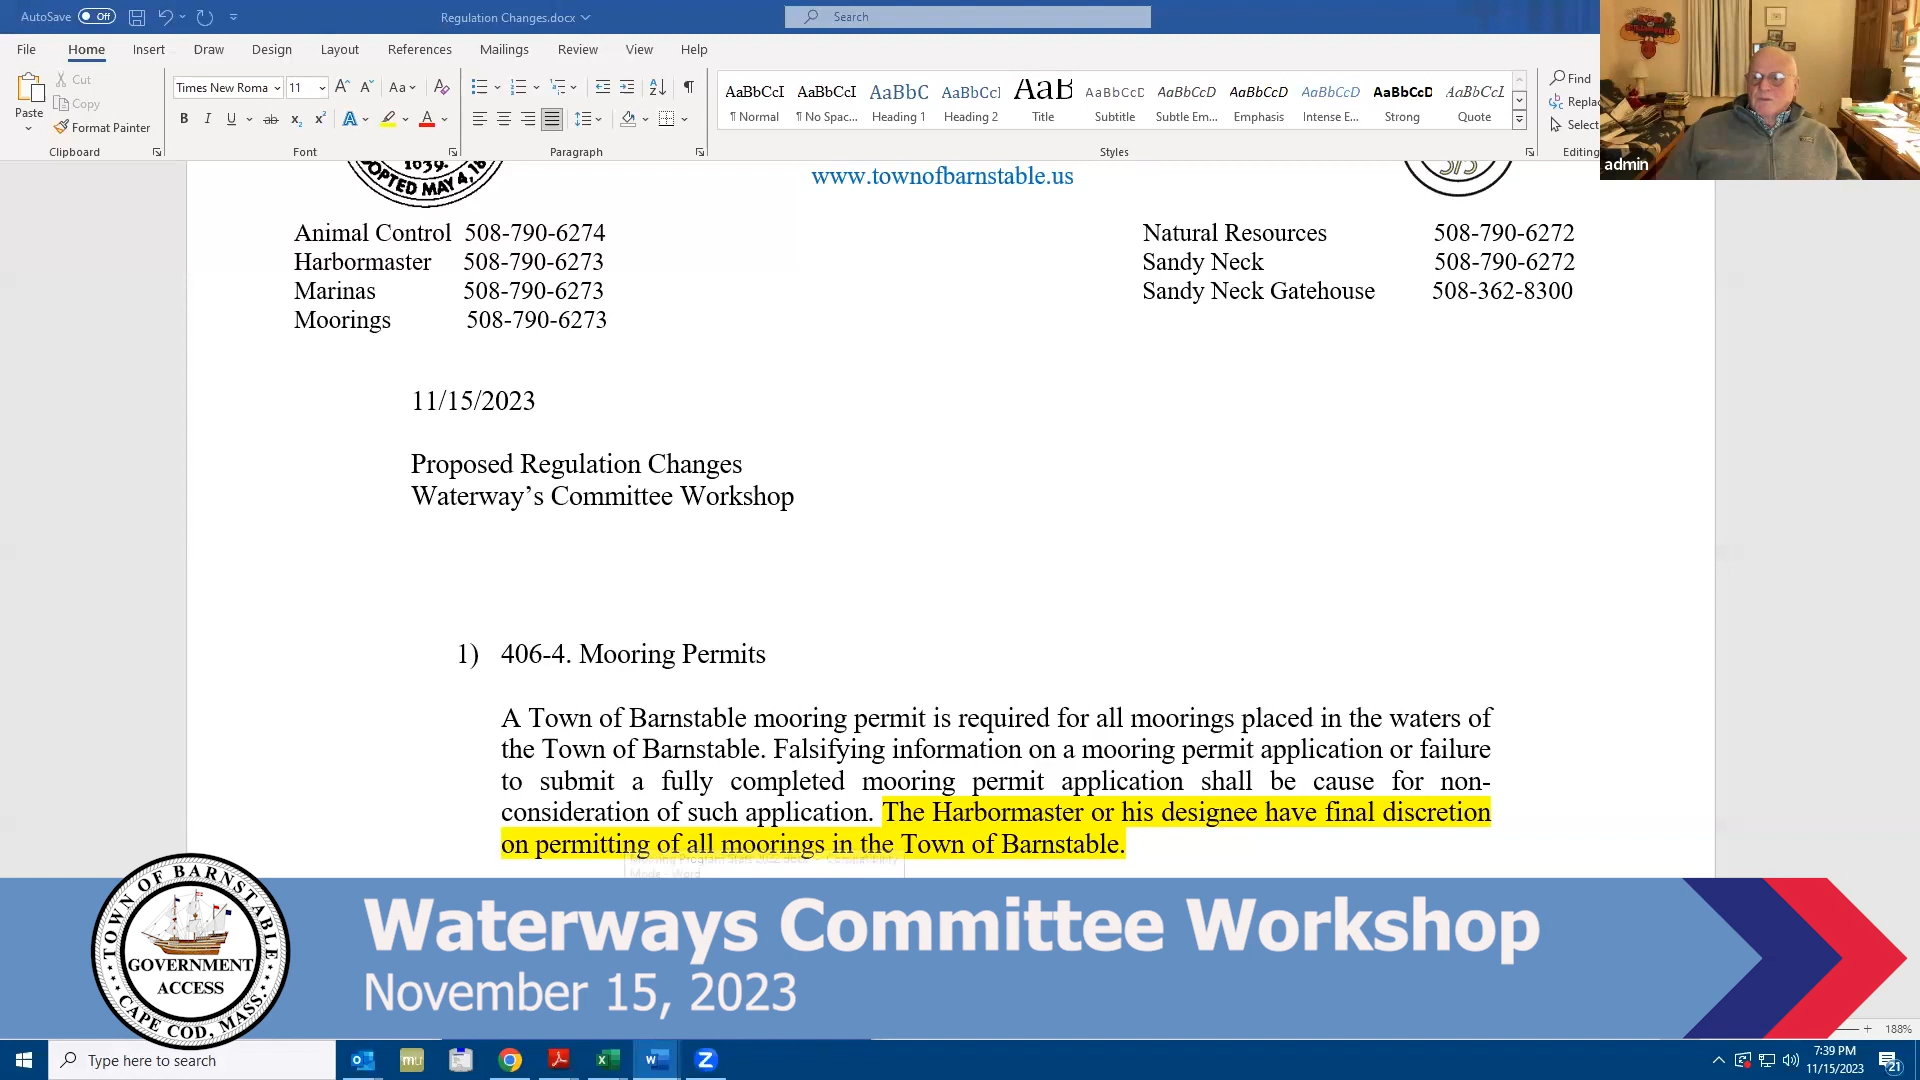 AutoSave Off
Regulation Changes.docx
Search
File Home Insert Draw Design Layout References Mailings Review View Help
Paste
Cut
Copy
Format Painter
Clipboard
Times New Roma
11
Font
Paragraph
AaBbCcI AaBbCcI AaBbC AaBbCcI AaB AaBbCcD AaBbCcD AaBbCcD AaBbCcD AaBbCcD AaBbCcI
¶ Normal ¶ No Spac... Heading 1 Heading 2 Title Subtitle Subtle Em... Emphasis Intense E... Strong Quote
Styles
Find
Replac
Select
Editing
admin
1639.
OPTED MAY 4, 18
www.townofbarnstable.us
Animal Control 508-790-6274
Harbormaster 508-790-6273
Marinas 508-790-6273
Moorings 508-790-6273
Natural Resources 508-790-6272
Sandy Neck 508-790-6272
Sandy Neck Gatehouse 508-362-8300
11/15/2023
Proposed Regulation Changes
Waterway’s Committee Workshop
1) 406-4. Mooring Permits
A Town of Barnstable mooring permit is required for all moorings placed in the waters of
the Town of Barnstable. Falsifying information on a mooring permit application or failure
to submit a fully completed mooring permit application shall be cause for non-
consideration of such application. The Harbormaster or his designee have final discretion
on permitting of all moorings in the Town of Barnstable.
Mode - Word
TOWN OF BARNSTABLE
GOVERNMENT
ACCESS
CAPE COD, MASS.
Waterways Committee Workshop
November 15, 2023
188%
Type here to search
7:39 PM
11/15/2023
21